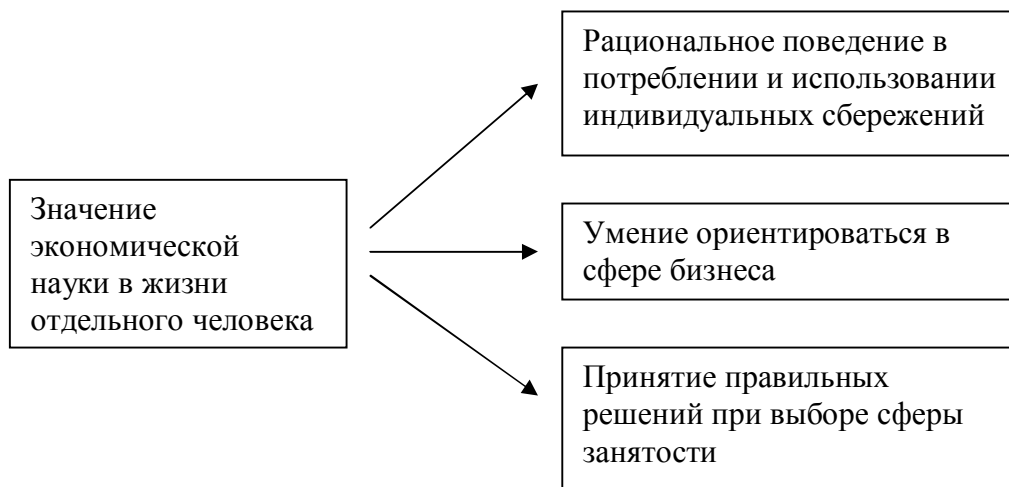 Значение
экономической
науки в жизни
отдельного человека
Рациональное поведение в
потреблении и использовании
индивидуальных сбережений
Умение ориентироваться в
сфере бизнеса
Принятие правильных
решений при выборе сферы
занятости